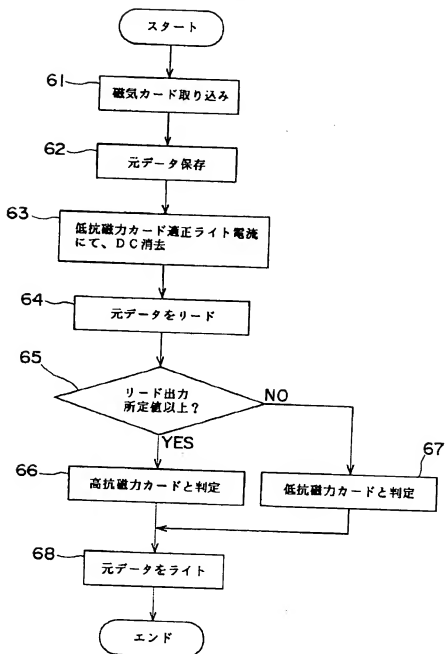 スタート
61
磁気カード取り込み
62
元データ保存
63
低抗磁力カード適正ライト電流
にて、DC消去
64
元データをリード
65
リード出力
所定値以上?
NO
YES
66
高抗磁力カードと判定
67
低抗磁力カードと判定
68
元データをライト
エンド